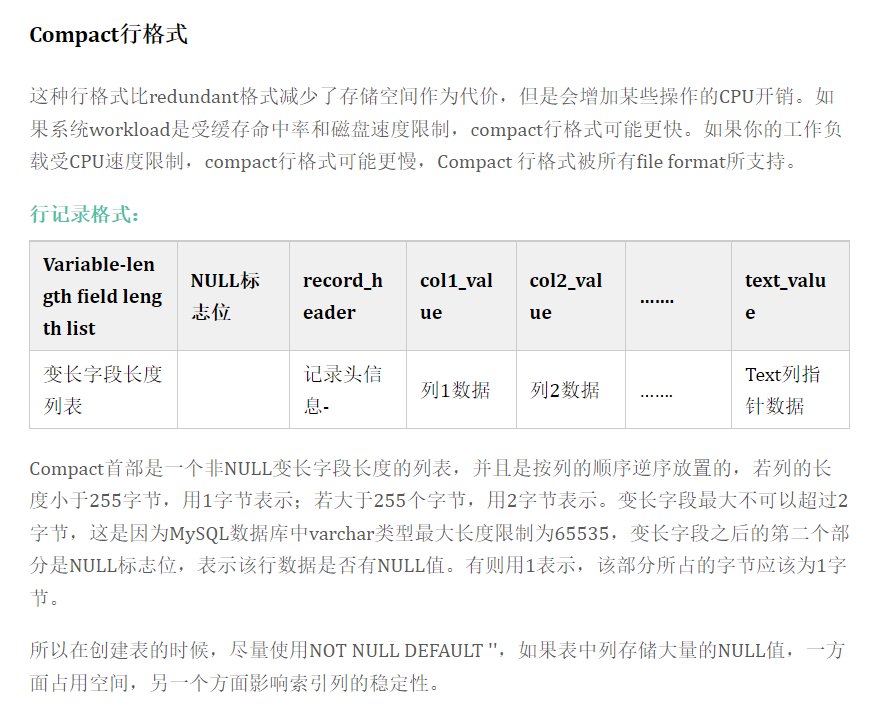 Compact行格式
这种行格式比redundant格式减少了存储空间作为代价，但是会增加某些操作的CPU开销。如
果系统workload是受缓存命中率和磁盘速度限制，compact行格式可能更快。如果你的工作负
载受CPU速度限制，compact行格式可能更慢，Compact 行格式被所有file format所支持。
行记录格式：
Variable-len
gth field leng
th list
NULL标
志位
record_h
eader
col1_val
ue
col2_val
ue
…….
text_valu
e
变长字段长度
列表
记录头信
息-
列1数据
列2数据
…….
Text列指
针数据
Compact首部是一个非NULL变长字段长度的列表，并且是按列的顺序逆序放置的，若列的长
度小于255字节，用1字节表示；若大于255个字节，用2字节表示。变长字段最大不可以超过2
字节，这是因为MySQL数据库中varchar类型最大长度限制为65535，变长字段之后的第二个部
分是NULL标志位，表示该行数据是否有NULL值。有则用1表示，该部分所占的字节应该为1字
节。
所以在创建表的时候，尽量使用NOT NULL DEFAULT ''，如果表中列存储大量的NULL值，一方
面占用空间，另一个方面影响索引列的稳定性。